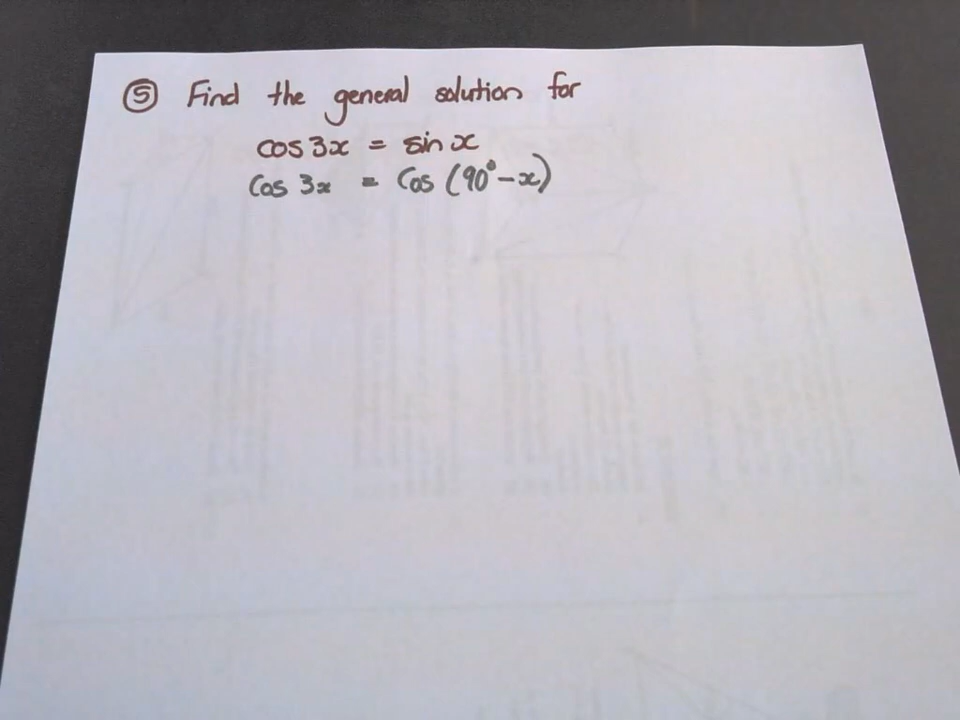 ⑤ Find the general solution for
cos 3x = sin x
Cos 3x = Cos (90° - x)